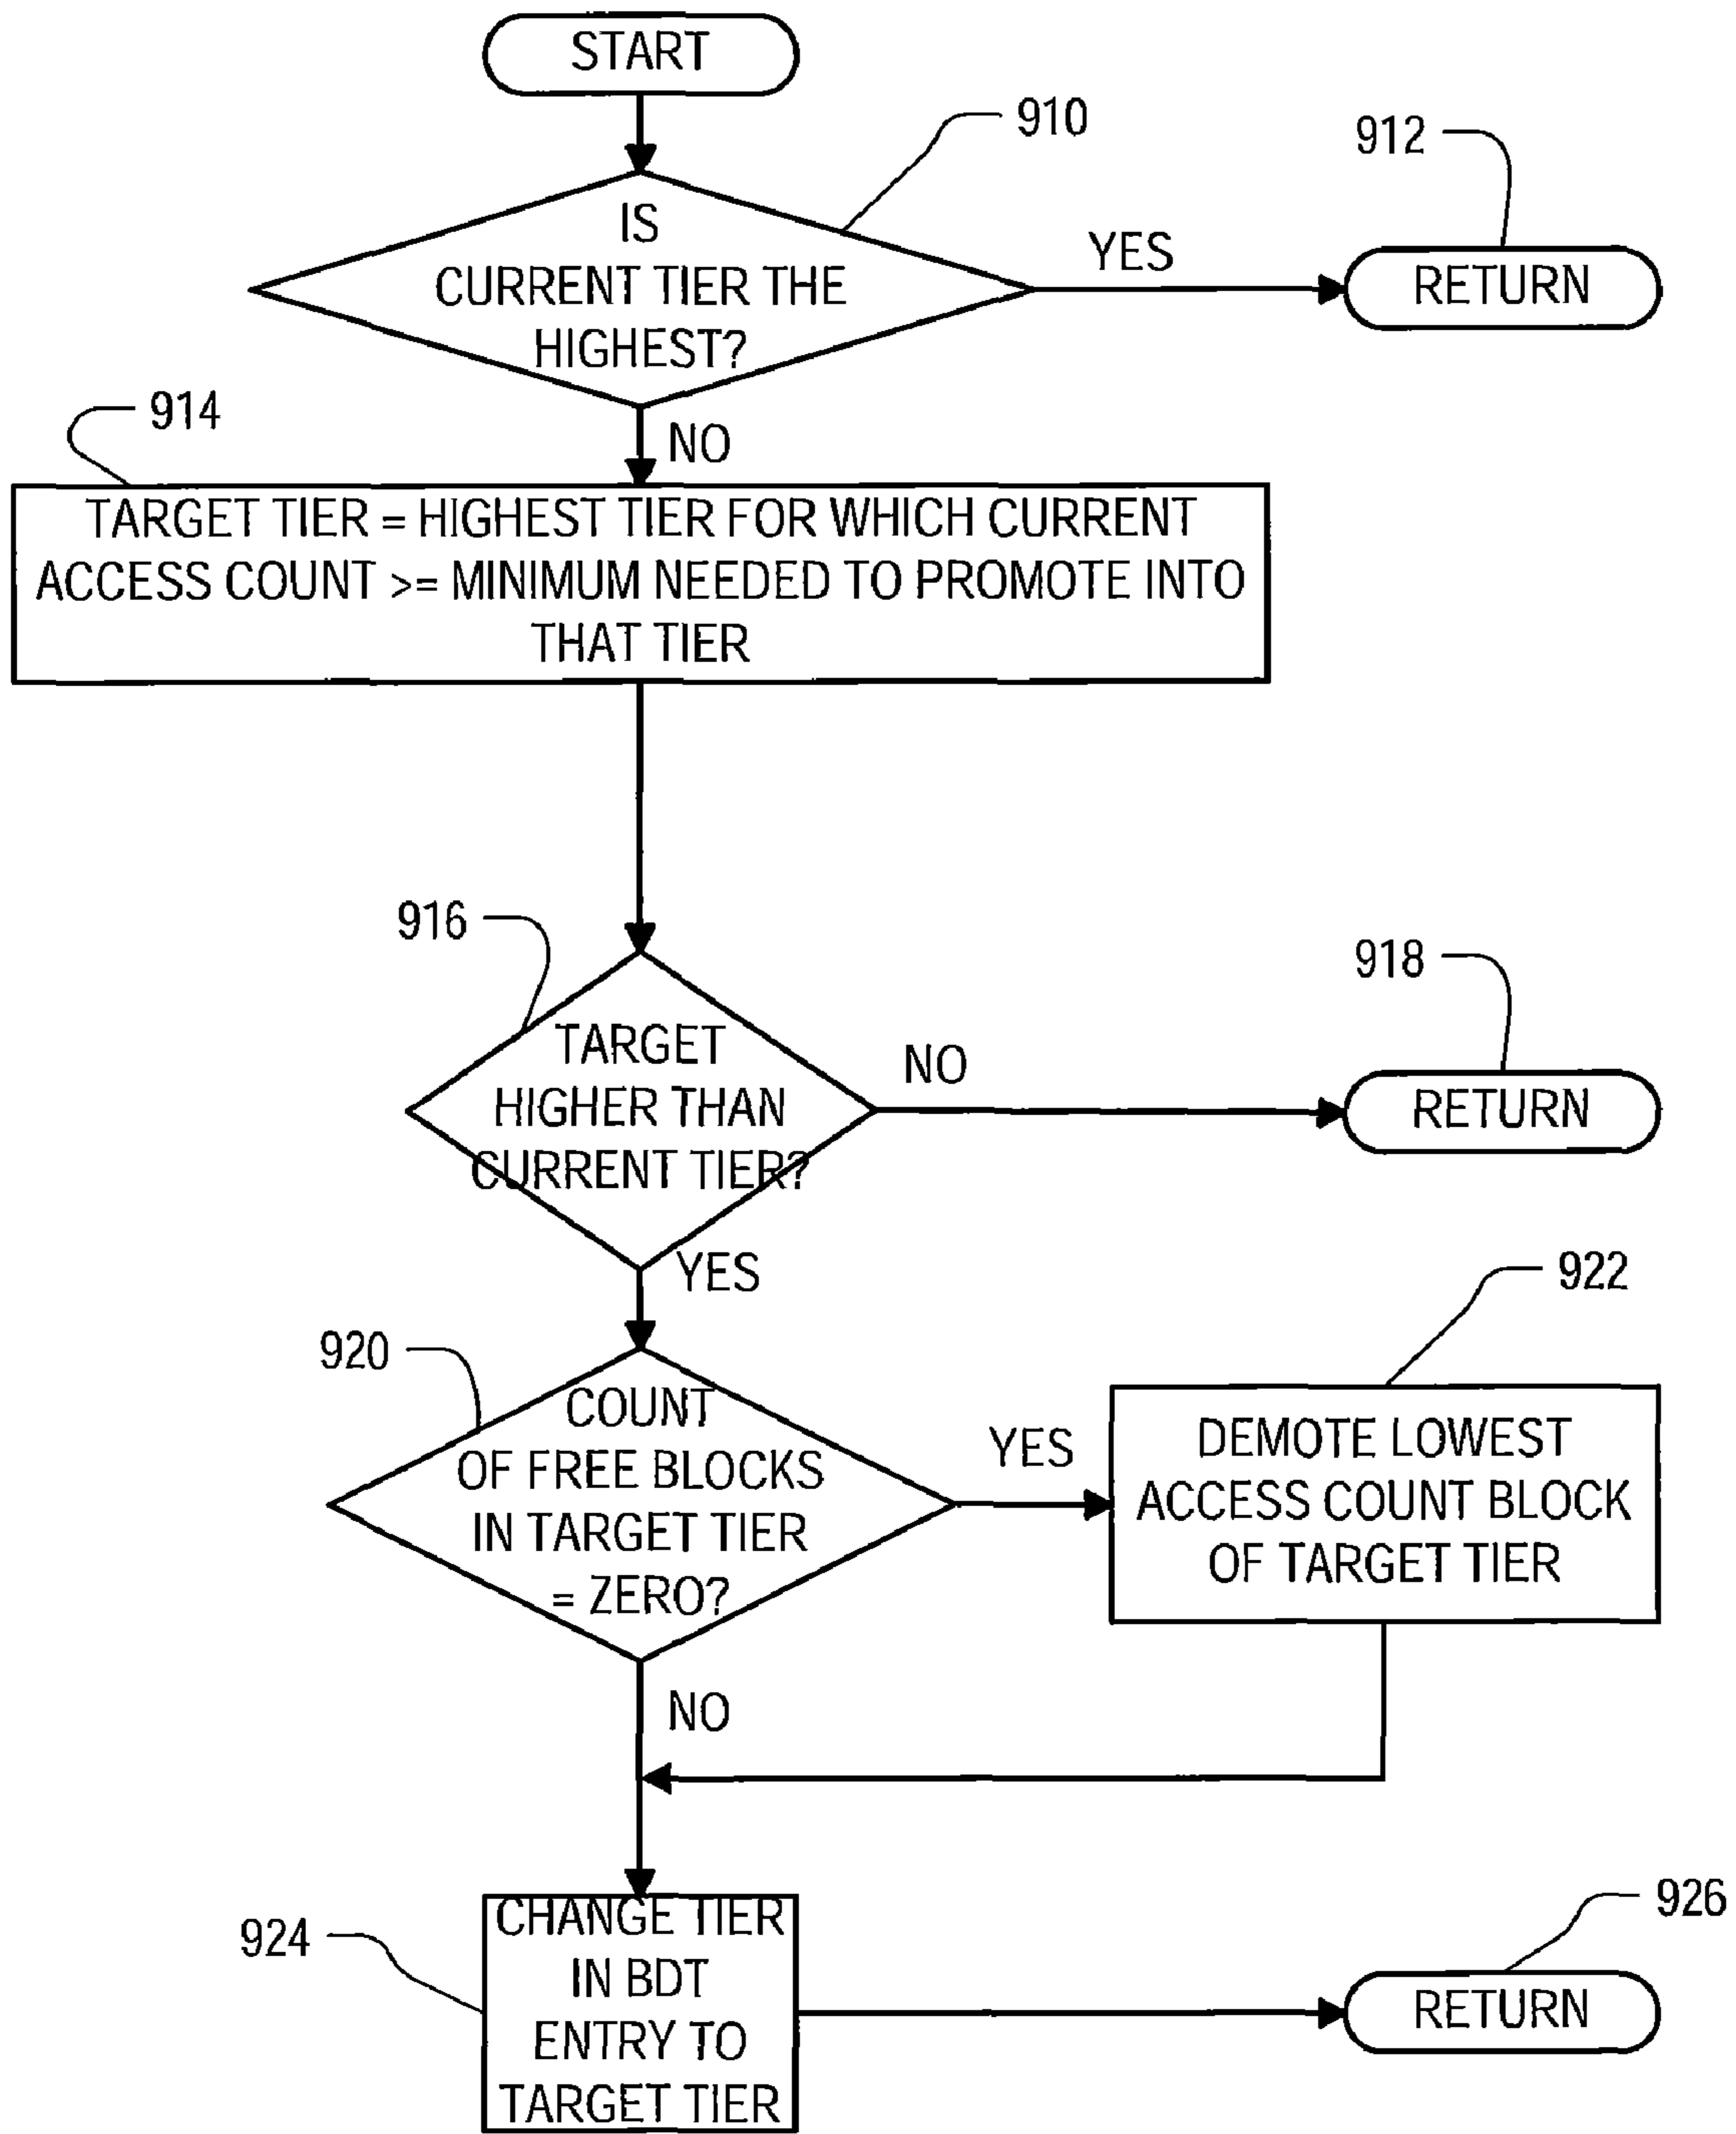 START
910
912
IS
CURRENT TIER THE
HIGHEST?
YES
RETURN
914
NO
TARGET TIER = HIGHEST TIER FOR WHICH CURRENT
ACCESS COUNT >= MINIMUM NEEDED TO PROMOTE INTO
THAT TIER
916
918
TARGET
HIGHER THAN
CURRENT TIER?
NO
RETURN
YES
920
922
COUNT
OF FREE BLOCKS
IN TARGET TIER
= ZERO?
YES
DEMOTE LOWEST
ACCESS COUNT BLOCK
OF TARGET TIER
NO
924
926
CHANGE TIER
IN BDT
ENTRY TO
TARGET TIER
RETURN